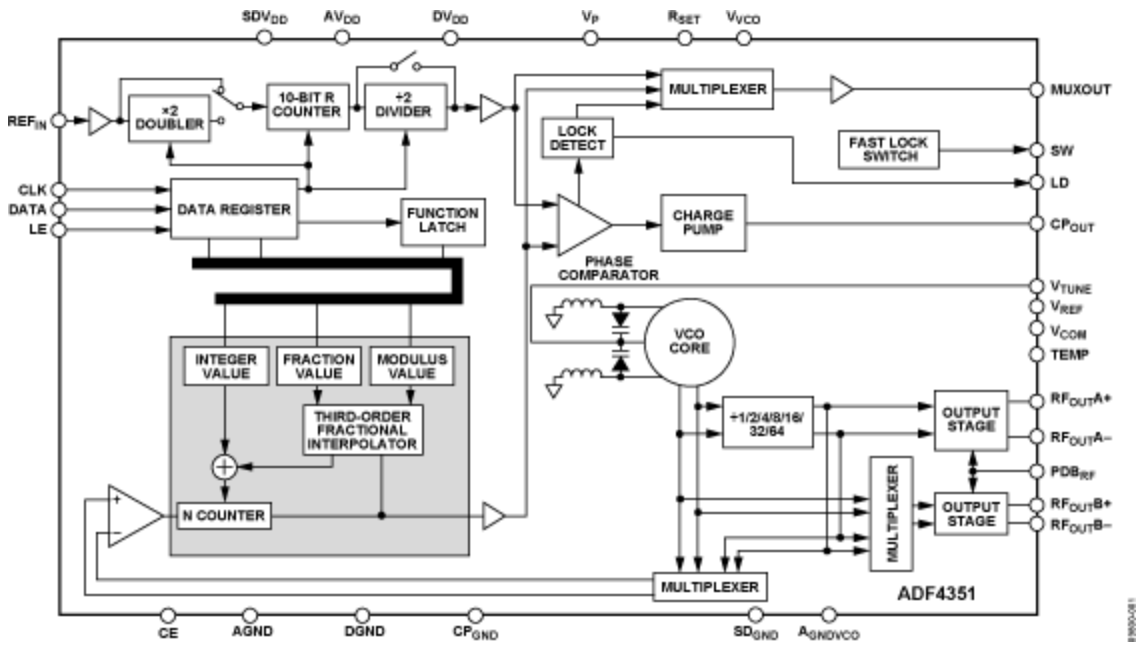 SDVDD AVDD DVDD VP RSET VVCO
REFIN
×2
DOUBLER
10-BIT R
COUNTER
÷2
DIVIDER
MULTIPLEXER
MUXOUT
LOCK
DETECT
FAST LOCK
SWITCH
SW
LD
CLK
DATA
LE
DATA REGISTER
FUNCTION
LATCH
CHARGE
PUMP
CPOUT
PHASE
COMPARATOR
VTUNE
VREF
VCOM
TEMP
VCO
CORE
INTEGER
VALUE
FRACTION
VALUE
MODULUS
VALUE
THIRD-ORDER
FRACTIONAL
INTERPOLATOR
+
−
N COUNTER
÷1/2/4/8/16/
32/64
OUTPUT
STAGE
RFOUTA+
RFOUTA−
PDBRF
MULTIPLEXER
OUTPUT
STAGE
RFOUTB+
RFOUTB−
MULTIPLEXER
ADF4351
CE AGND DGND CPGND SDGND AGNDVCO